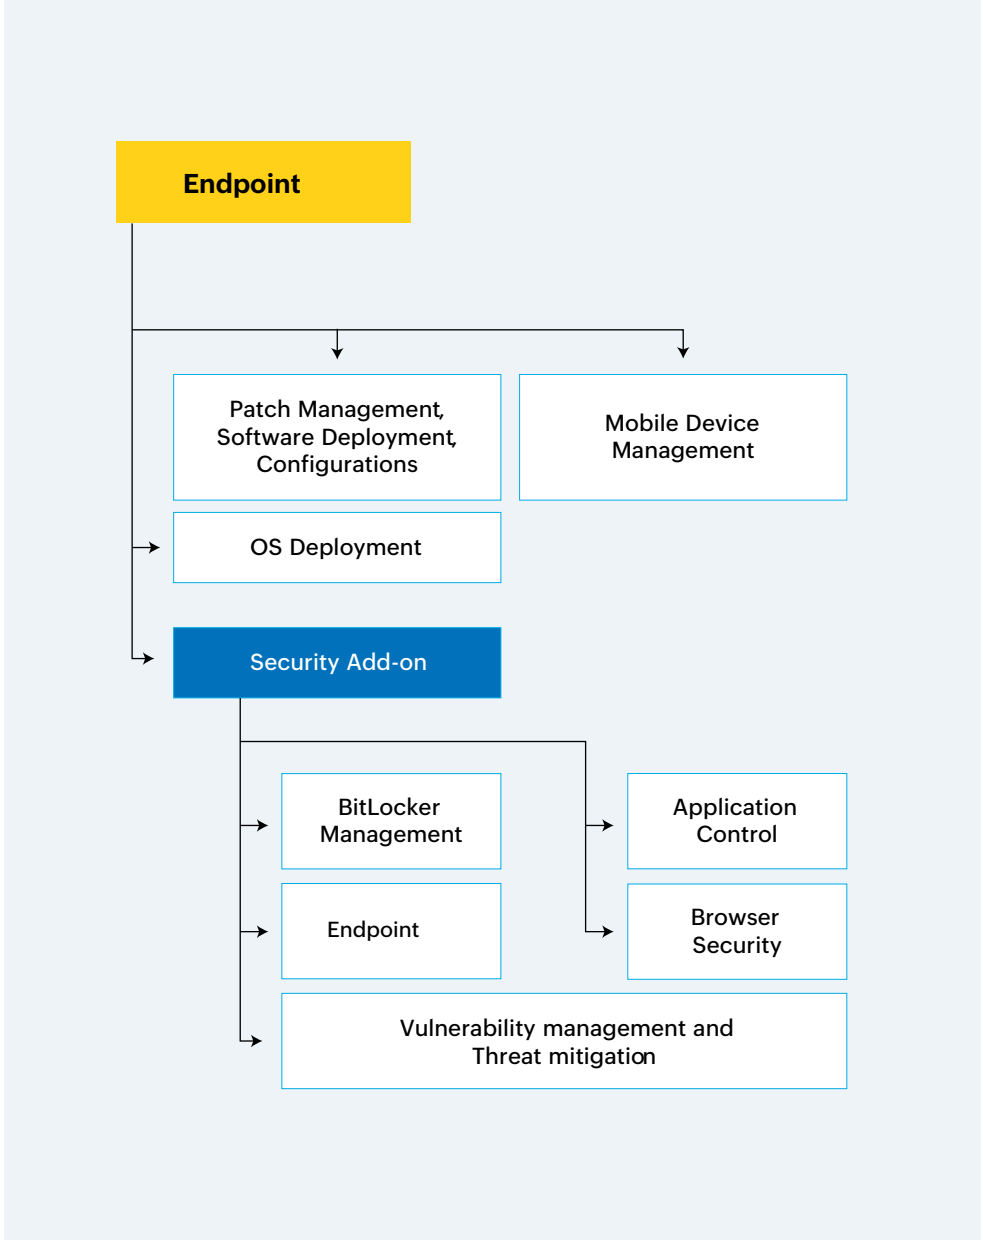 Endpoint
Patch Management,
Software Deployment,
Configurations
Mobile Device
Management
OS Deployment
Security Add-on
BitLocker
Management
Application
Control
Endpoint
Browser
Security
Vulnerability management and
Threat mitigation